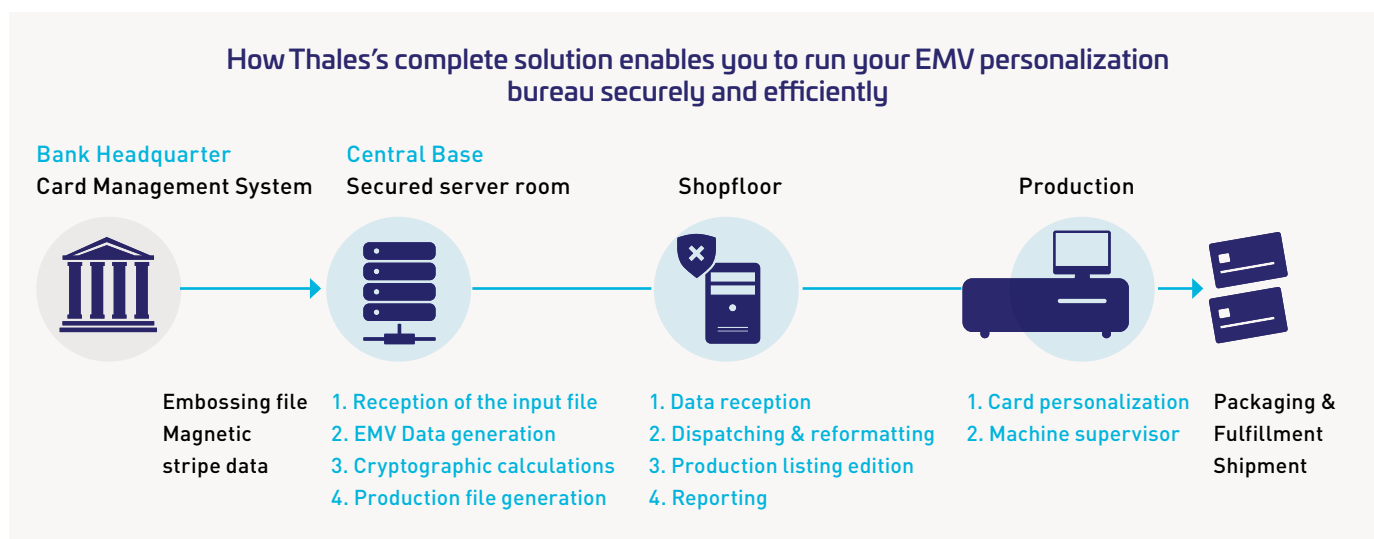 How Thales's complete solution enables you to run your EMV personalization
bureau securely and efficiently
Bank Headquarter
Card Management System
Central Base
Secured server room
Shopfloor
Production
Embossing file
Magnetic
stripe data
1. Reception of the input file
2. EMV Data generation
3. Cryptographic calculations
4. Production file generation
1. Data reception
2. Dispatching & reformatting
3. Production listing edition
4. Reporting
1. Card personalization
2. Machine supervisor
Packaging &
Fulfillment
Shipment